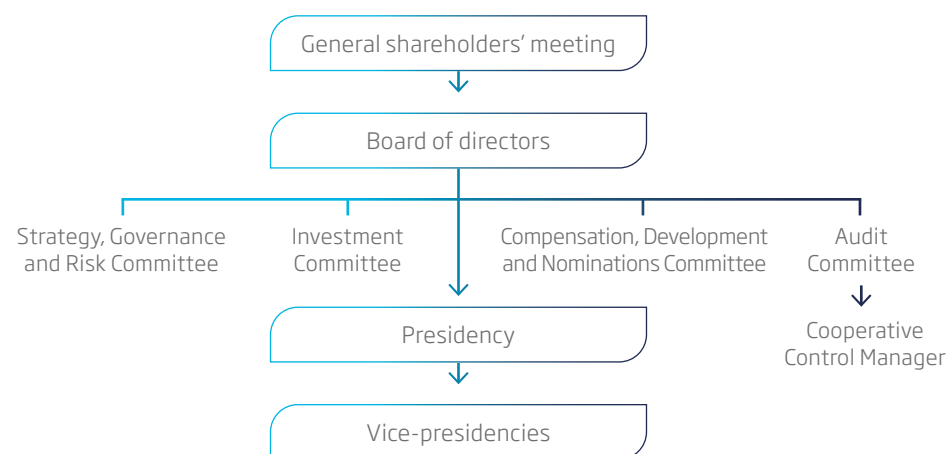 General shareholders’ meeting
Board of directors
Strategy, Governance
and Risk Committee
Investment
Committee
Compensation, Development
and Nominations Committee
Audit
Committee
Cooperative
Control Manager
Presidency
Vice-presidencies